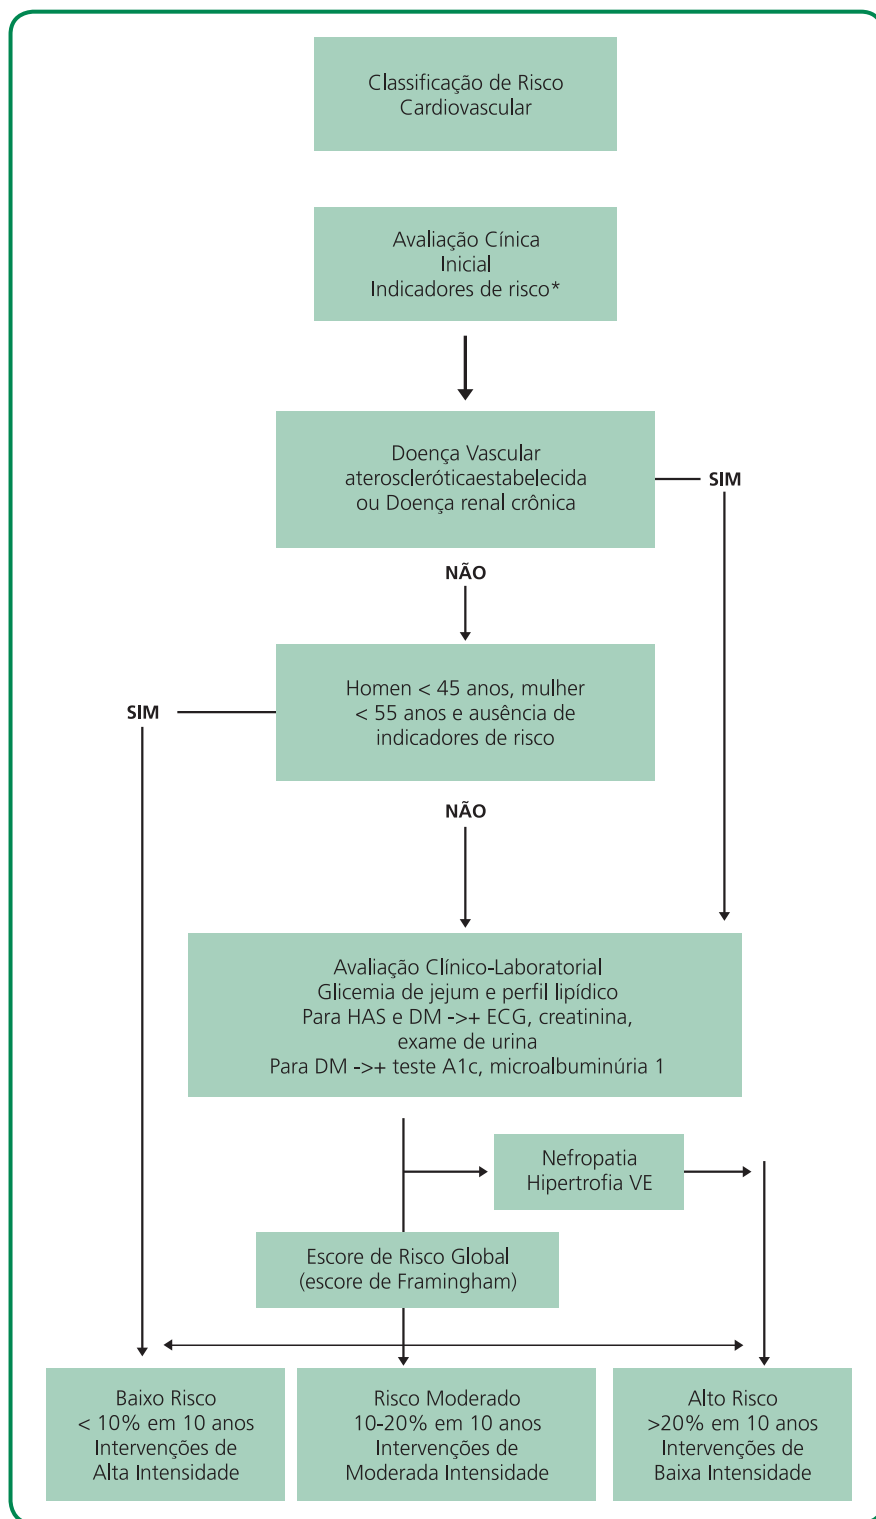 Classificação de Risco
Cardiovascular
Avaliação Cínica
Inicial
Indicadores de risco*
Doença Vascular
ateroscleróticaestabelecida
ou Doença renal crônica
SIM
NÃO
Homen < 45 anos, mulher
< 55 anos e ausência de
indicadores de risco
SIM
NÃO
Avaliação Clínico-Laboratorial
Glicemia de jejum e perfil lipídico
Para HAS e DM ->+ ECG, creatinina,
exame de urina
Para DM ->+ teste A1c, microalbuminúria 1
Nefropatia
Hipertrofia VE
Escore de Risco Global
(escore de Framingham)
Baixo Risco
< 10% em 10 anos
Intervenções de
Alta Intensidade
Risco Moderado
10-20% em 10 anos
Intervenções de
Moderada Intensidade
Alto Risco
>20% em 10 anos
Intervenções de
Baixa Intensidade